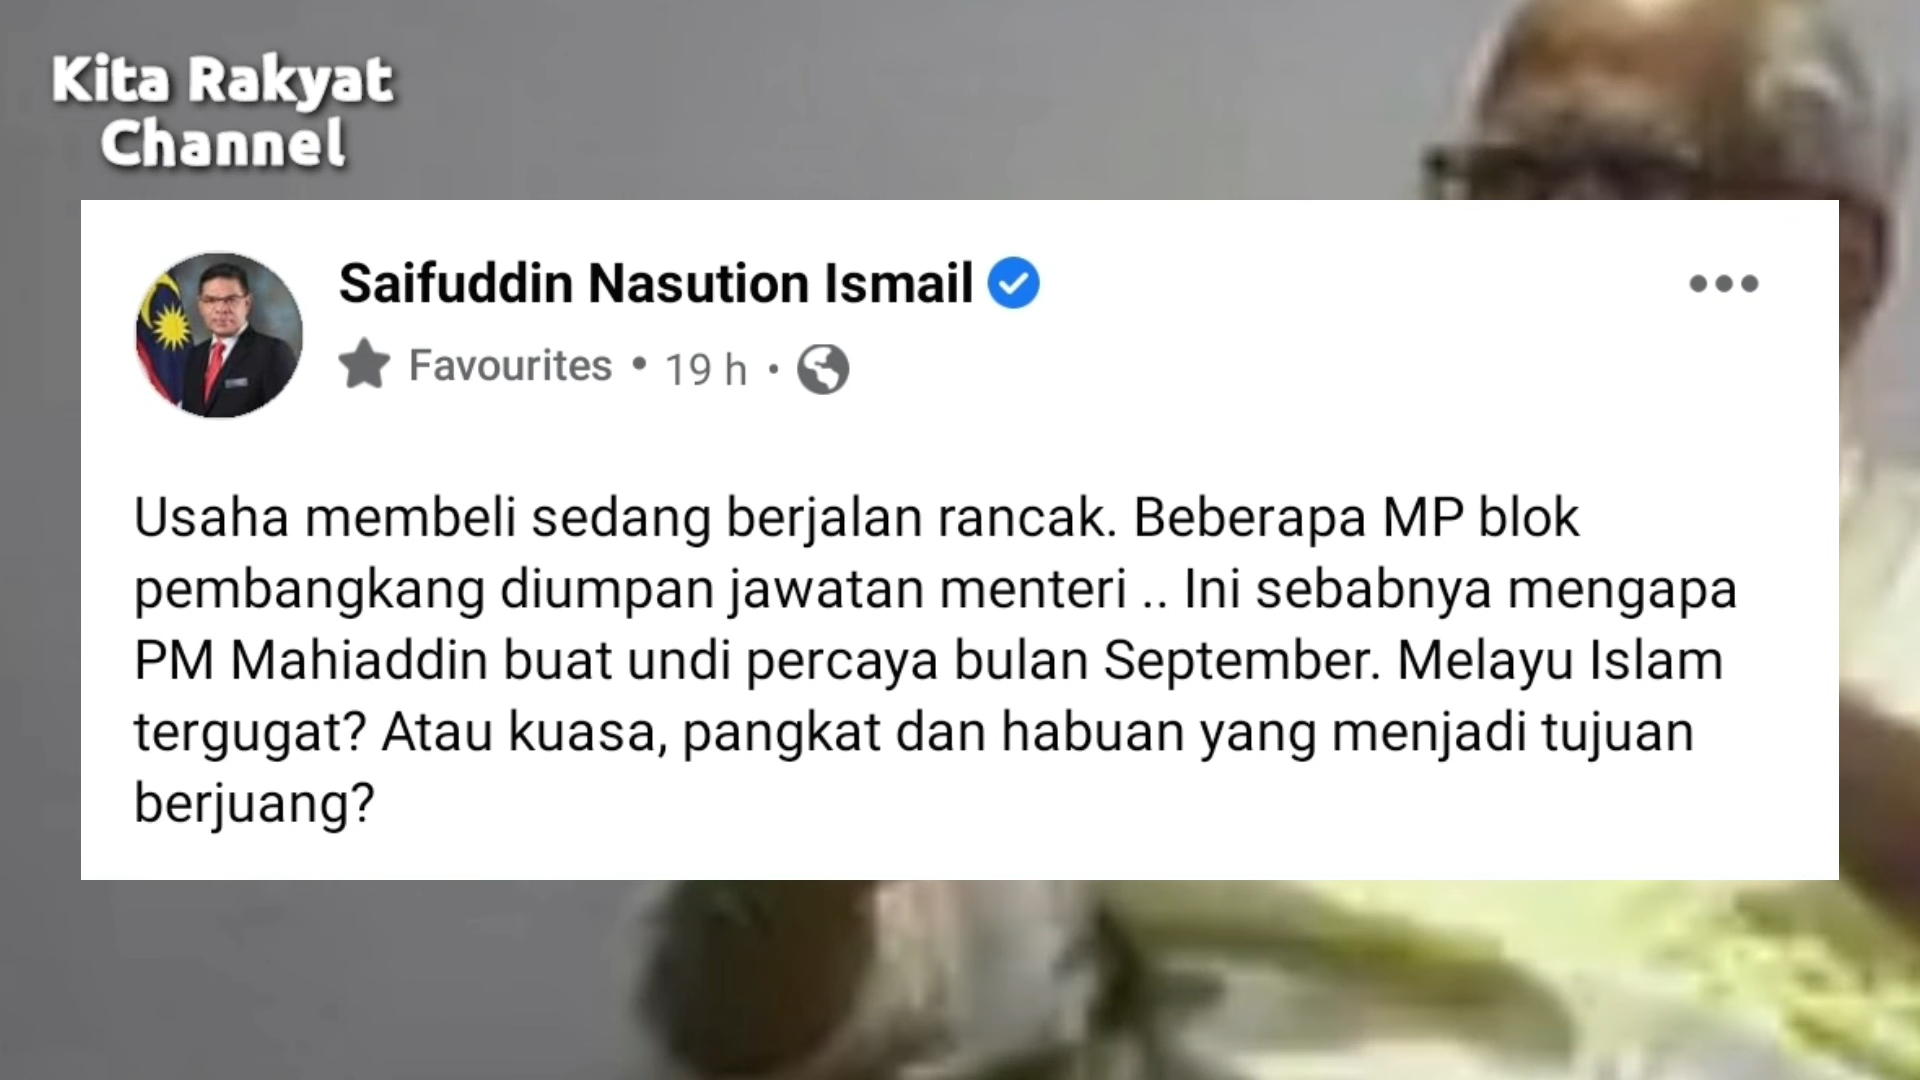 Kita Rakyat
Channel
Saifuddin Nasution Ismail
Favourites • 19 h •
Usaha membeli sedang berjalan rancak. Beberapa MP blok
pembangkang diumpan jawatan menteri .. Ini sebabnya mengapa
PM Mahiaddin buat undi percaya bulan September. Melayu Islam
tergugat? Atau kuasa, pangkat dan habuan yang menjadi tujuan
berjuang?